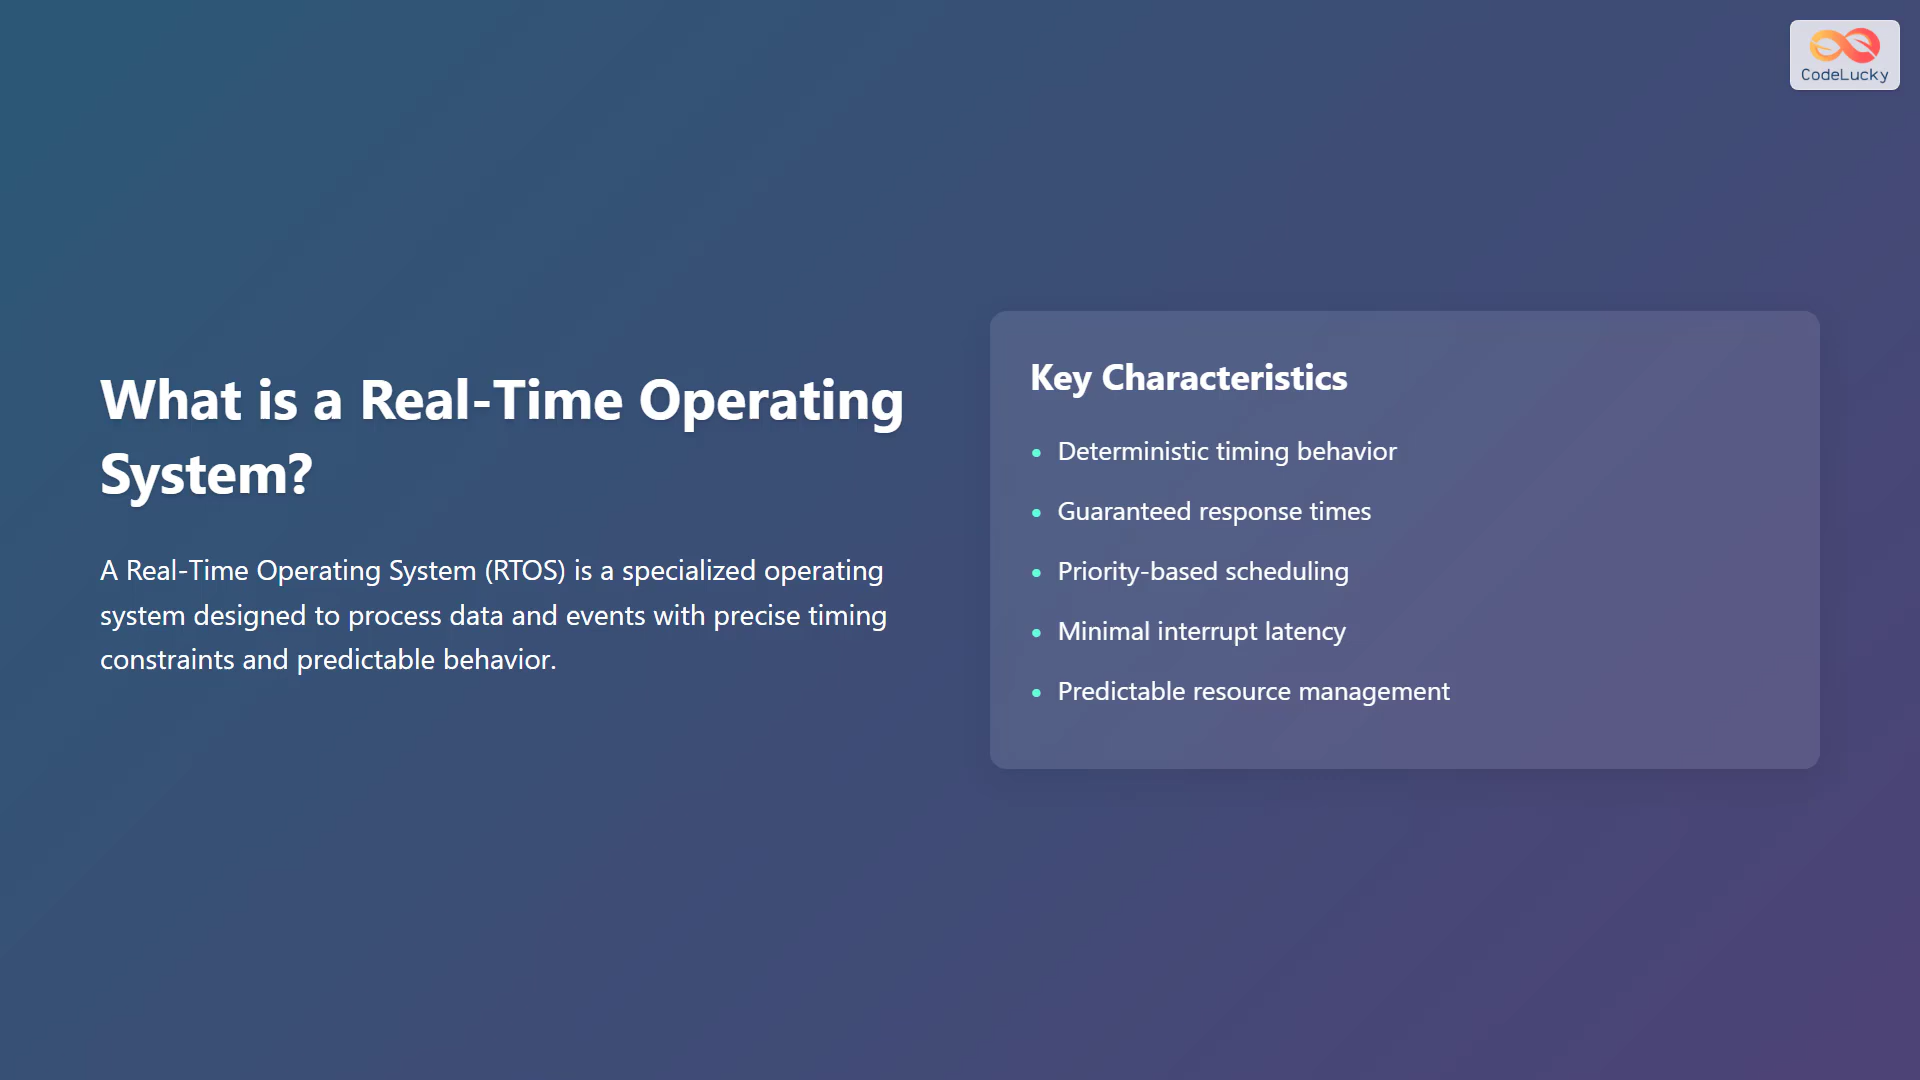 CodeLucky
What is a Real-Time Operating
System?
A Real-Time Operating System (RTOS) is a specialized operating
system designed to process data and events with precise timing
constraints and predictable behavior.
Key Characteristics
• Deterministic timing behavior
• Guaranteed response times
• Priority-based scheduling
• Minimal interrupt latency
• Predictable resource management